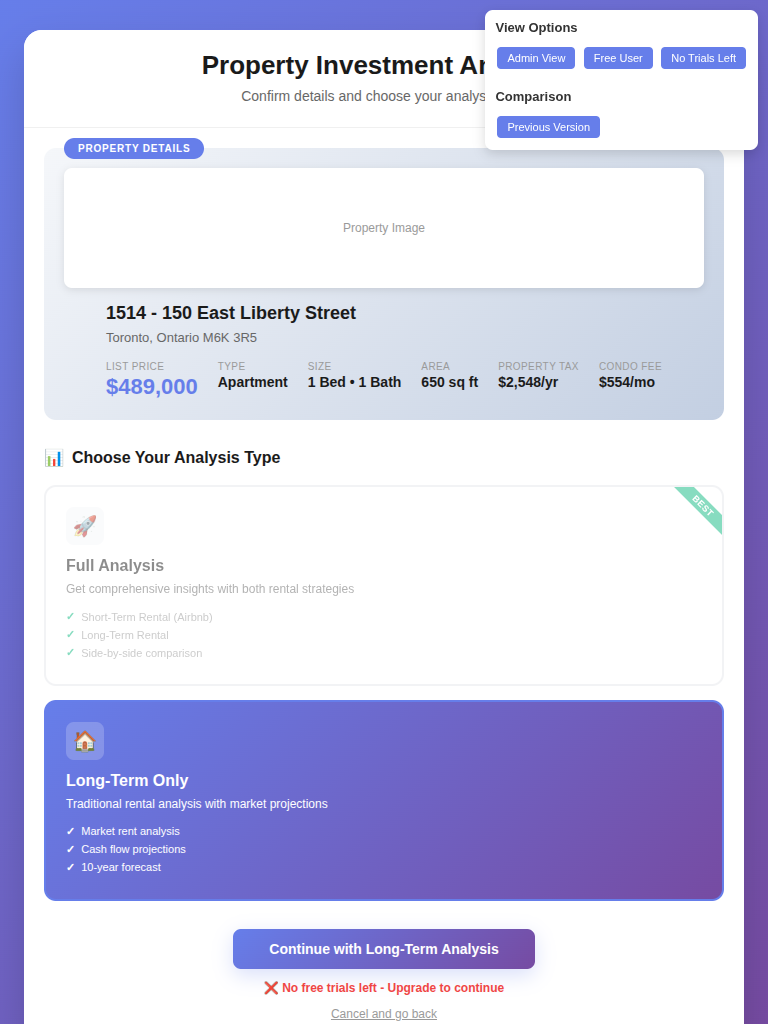 View Options
Admin View Free User No Trials Left
Comparison
Previous Version
Property Investment An
Confirm details and choose your analys
PROPERTY DETAILS
Property Image
1514 - 150 East Liberty Street
Toronto, Ontario M6K 3R5
LIST PRICE TYPE SIZE AREA PROPERTY TAX CONDO FEE
$489,000 Apartment 1 Bed • 1 Bath 650 sq ft $2,548/yr $554/mo
📊 Choose Your Analysis Type
BEST
🚀
Full Analysis
Get comprehensive insights with both rental strategies
✓ Short-Term Rental (Airbnb)
✓ Long-Term Rental
✓ Side-by-side comparison
🏠
Long-Term Only
Traditional rental analysis with market projections
✓ Market rent analysis
✓ Cash flow projections
✓ 10-year forecast
Continue with Long-Term Analysis
❌ No free trials left - Upgrade to continue
Cancel and go back